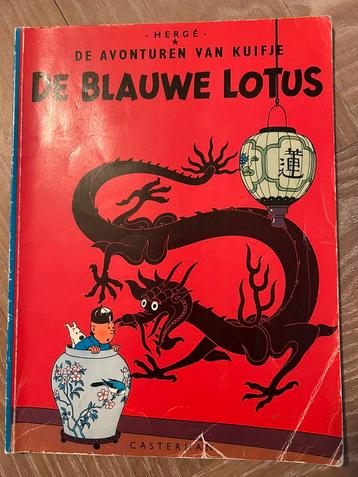 - HERGÉ -
DE AVONTUREN VAN KUIFJE
DE BLAUWE LOTUS
蓮
CASTERMAN